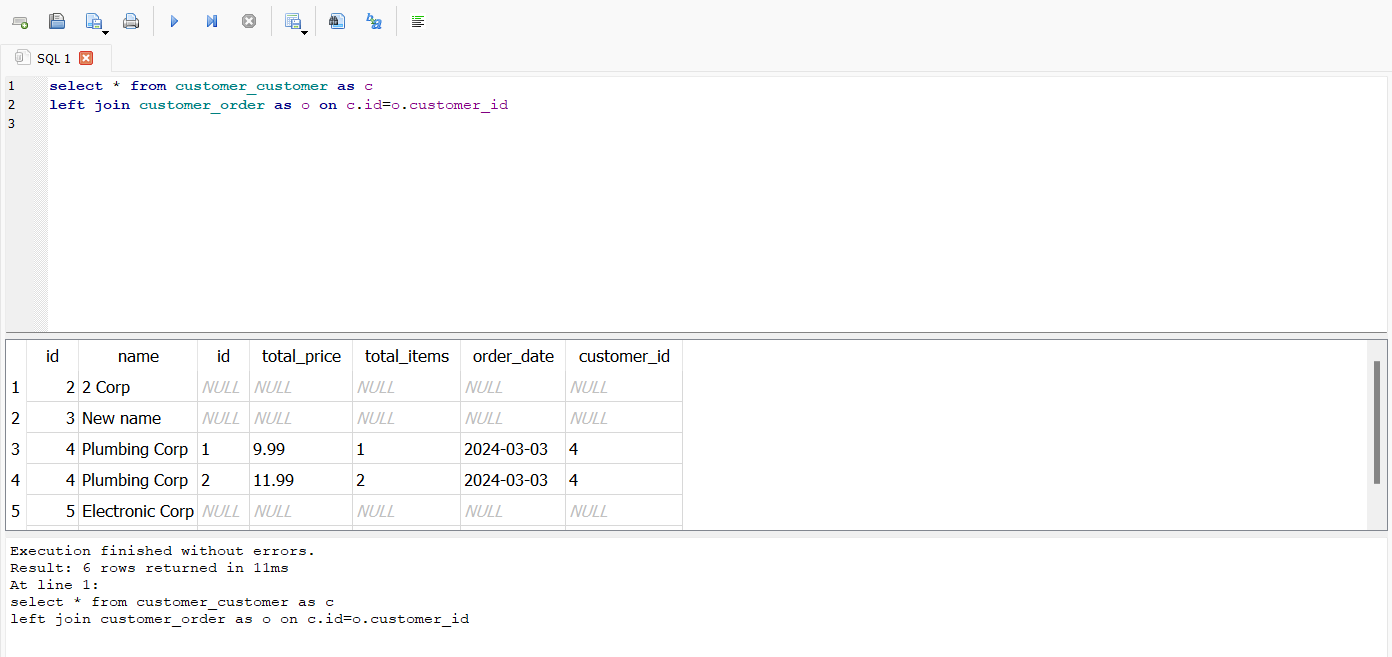 SQL 1
1 select * from customer_customer as c
2 left join customer_order as o on c.id=o.customer_id
3
id name id total_price total_items order_date customer_id
1 2 2 Corp NULL NULL NULL NULL NULL
2 3 New name NULL NULL NULL NULL NULL
3 4 Plumbing Corp 1 9.99 1 2024-03-03 4
4 4 Plumbing Corp 2 11.99 2 2024-03-03 4
5 5 Electronic Corp NULL NULL NULL NULL NULL
Execution finished without errors.
Result: 6 rows returned in 11ms
At line 1:
select * from customer_customer as c
left join customer_order as o on c.id=o.customer_id